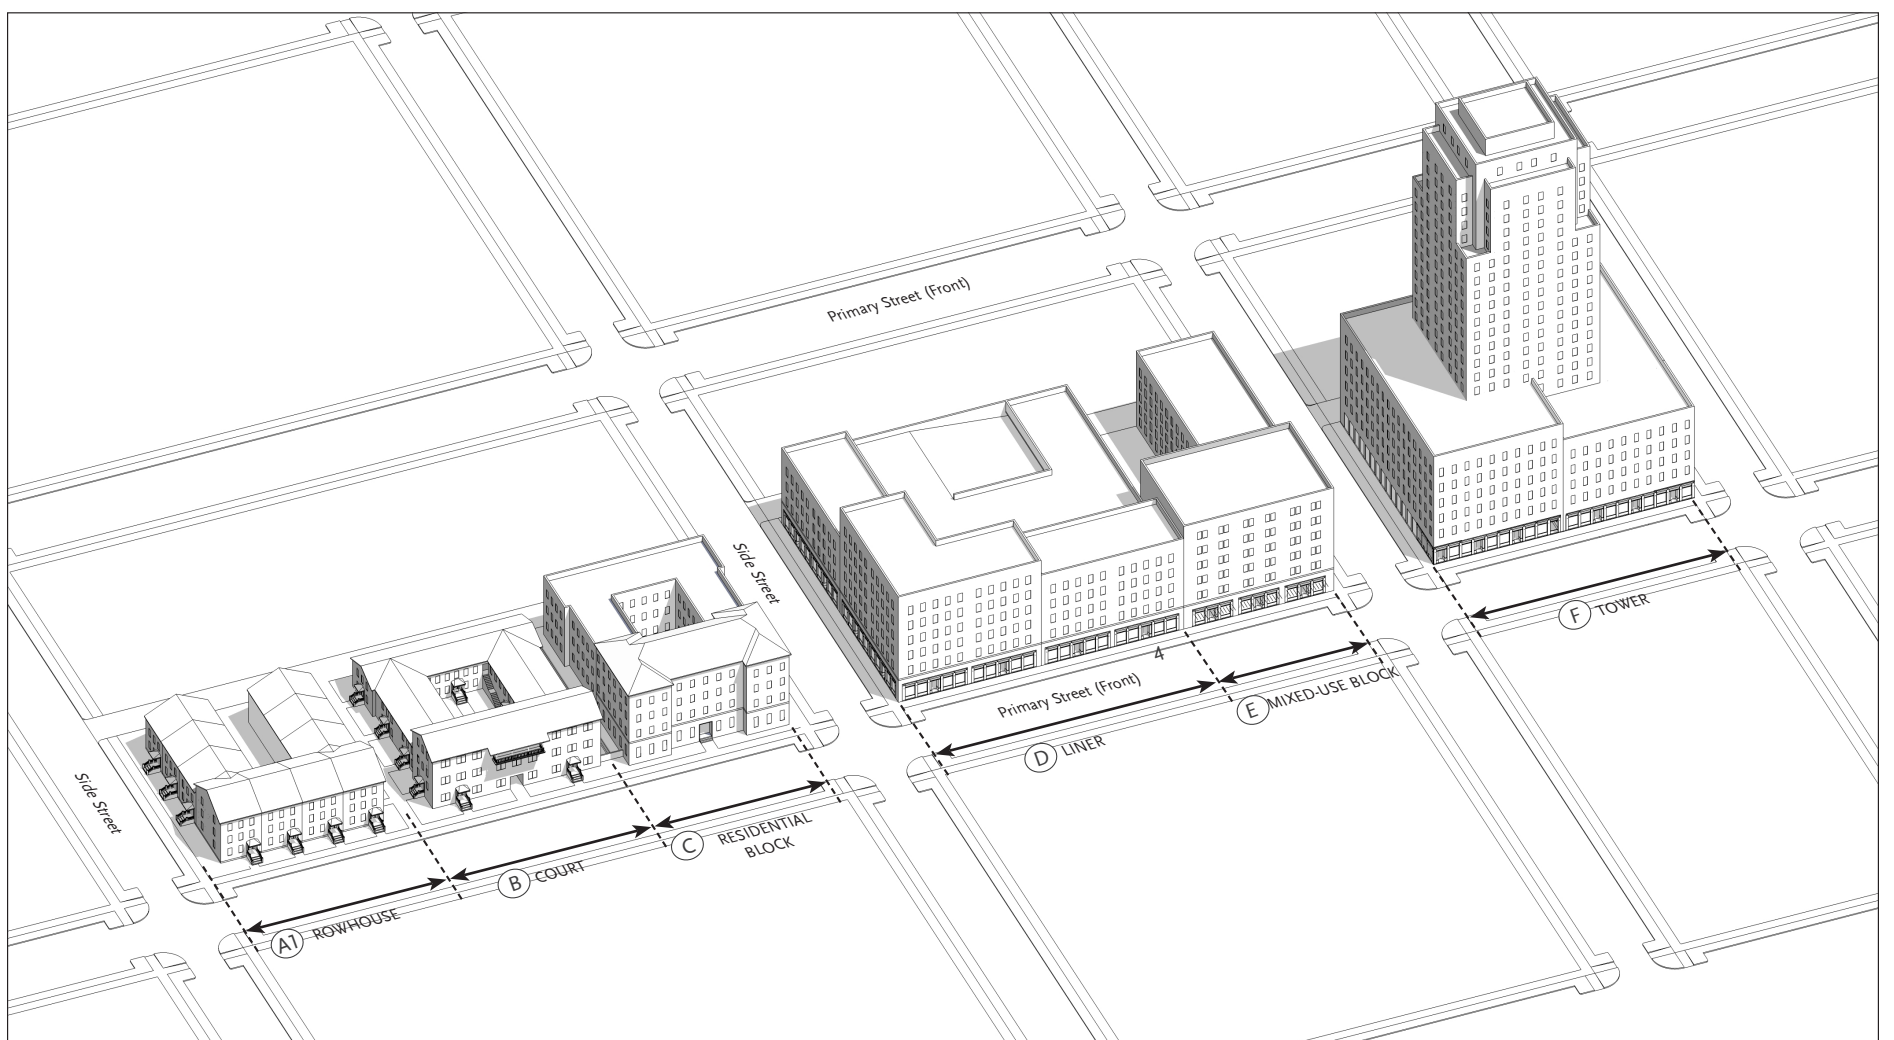 Primary Street (Front)
Side Street
4
Primary Street (Front)
F TOWER
E MIXED-USE BLOCK
D LINER
Side Street
C RESIDENTIAL
BLOCK
B COURT
A1 ROWHOUSE